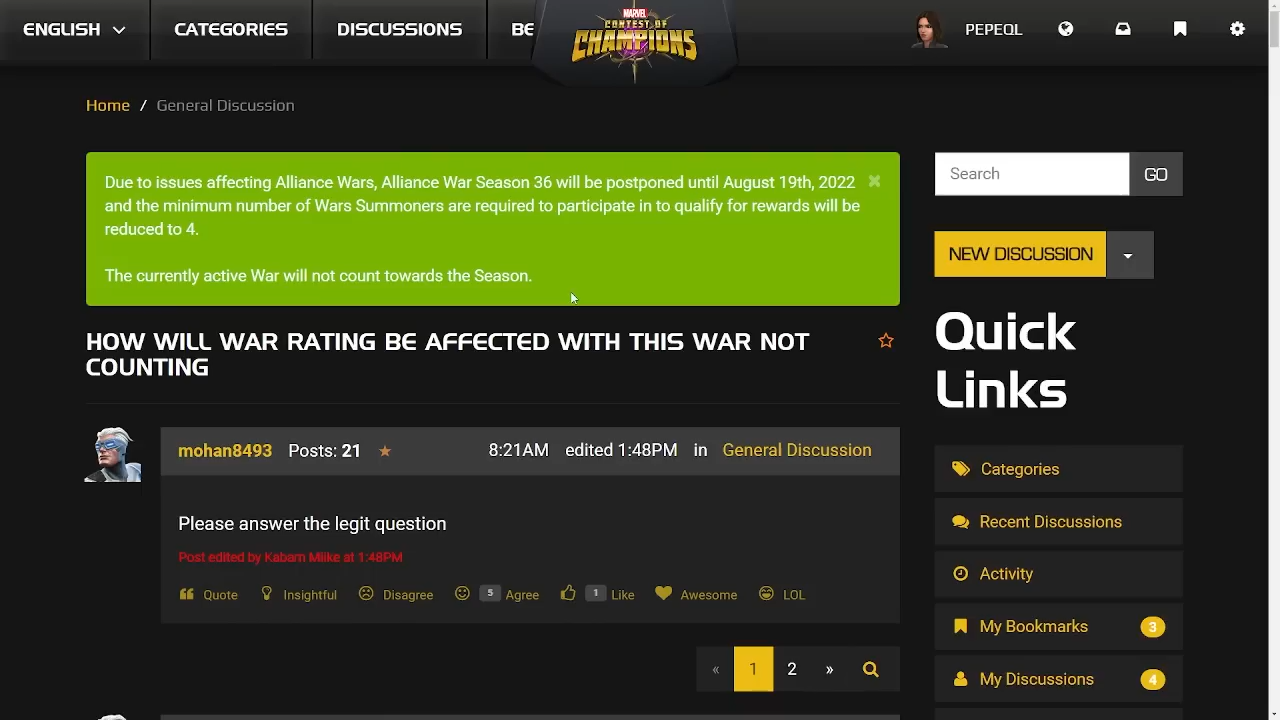 ENGLISH
CATEGORIES
DISCUSSIONS
BE
MARVEL
CONTEST OF
CHAMPIONS
PEPEQL
Home / General Discussion
Due to issues affecting Alliance Wars, Alliance War Season 36 will be postponed until August 19th, 2022
and the minimum number of Wars Summoners are required to participate in to qualify for rewards will be
reduced to 4.
The currently active War will not count towards the Season.
Search
GO
NEW DISCUSSION
HOW WILL WAR RATING BE AFFECTED WITH THIS WAR NOT
COUNTING
Quick
Links
mohan8493 Posts: 21 8:21AM edited 1:48PM in General Discussion
Please answer the legit question
Post edited by Kabam Miike at 1:48PM
Quote Insightful Disagree 5 Agree 1 Like Awesome LOL
« 1 2 »
Categories
Recent Discussions
Activity
My Bookmarks 3
My Discussions 4